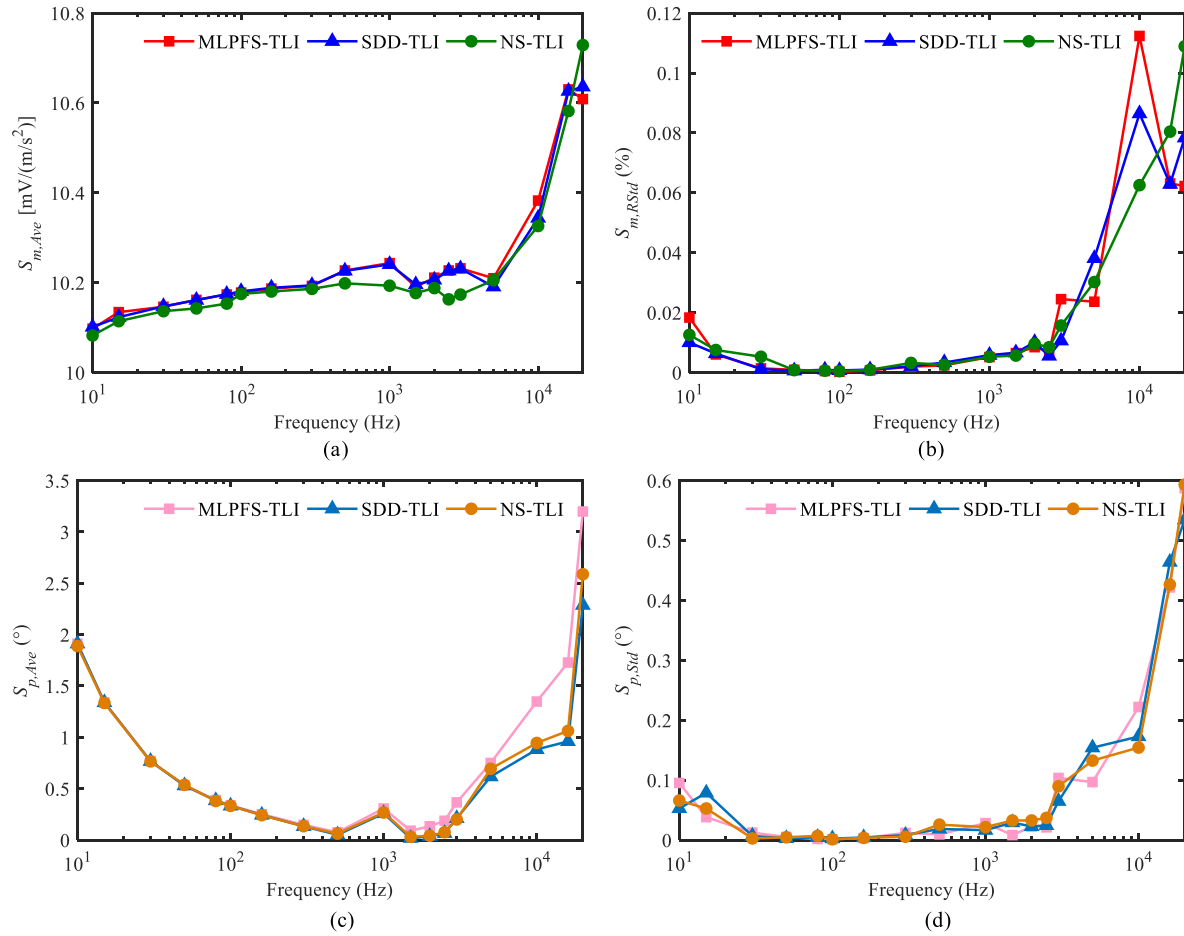 MLPFS-TLI SDD-TLI NS-TLI
S_{m,Ave} [mV/(m/s^2)]
10.8
10.6
10.4
10.2
10
10^1 10^2 10^3 10^4
Frequency (Hz)
(a)
MLPFS-TLI SDD-TLI NS-TLI
S_{m,RStd} (%)
0.12
0.1
0.08
0.06
0.04
0.02
0
10^1 10^2 10^3 10^4
Frequency (Hz)
(b)
MLPFS-TLI SDD-TLI NS-TLI
S_{p,Ave} (°)
3.5
3
2.5
2
1.5
1
0.5
0
10^1 10^2 10^3 10^4
Frequency (Hz)
(c)
MLPFS-TLI SDD-TLI NS-TLI
S_{p,Std} (°)
0.6
0.5
0.4
0.3
0.2
0.1
0
10^1 10^2 10^3 10^4
Frequency (Hz)
(d)